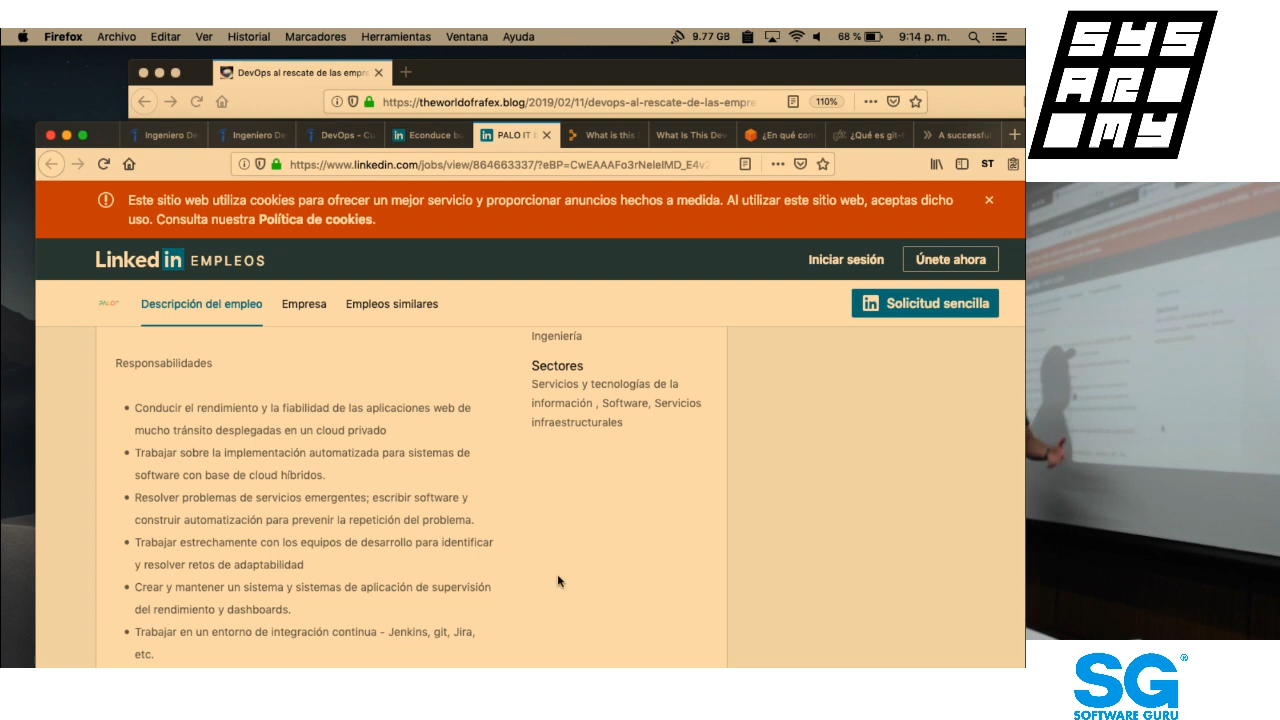 Firefox Archivo Editar Ver Historial Marcadores Herramientas Ventana Ayuda 9.77 GB 68 % 9:14 p. m.
DevOps al rescate de las empre
https://theworldofrafex.blog/2019/02/11/devops-al-rescate-de-las-empre 110%
Ingeniero De Ingeniero De DevOps - Cu Econduce bu PALO IT What is this What Is This Dev ¿En qué con ¿Qué es git- A successfu
https://www.linkedin.com/jobs/view/864663337/?eBP=CwEAAAFo3rNeleIMD_E4v2 ST
Este sitio web utiliza cookies para ofrecer un mejor servicio y proporcionar anuncios hechos a medida. Al utilizar este sitio web, aceptas dicho
uso. Consulta nuestra Política de cookies.
Linked in EMPLEOS Iniciar sesión Únete ahora
PALO IT Descripción del empleo Empresa Empleos similares in Solicitud sencilla
Ingeniería
Responsabilidades
Sectores
Servicios y tecnologías de la
información , Software, Servicios
infraestructurales
• Conducir el rendimiento y la fiabilidad de las aplicaciones web de
mucho tránsito desplegadas en un cloud privado
• Trabajar sobre la implementación automatizada para sistemas de
software con base de cloud híbridos.
• Resolver problemas de servicios emergentes; escribir software y
construir automatización para prevenir la repetición del problema.
• Trabajar estrechamente con los equipos de desarrollo para identificar
y resolver retos de adaptabilidad
• Crear y mantener un sistema y sistemas de aplicación de supervisión
del rendimiento y dashboards.
• Trabajar en un entorno de integración continua - Jenkins, git, Jira,
etc.
SYS
AR
MY
SG
®
SOFTWARE GURU